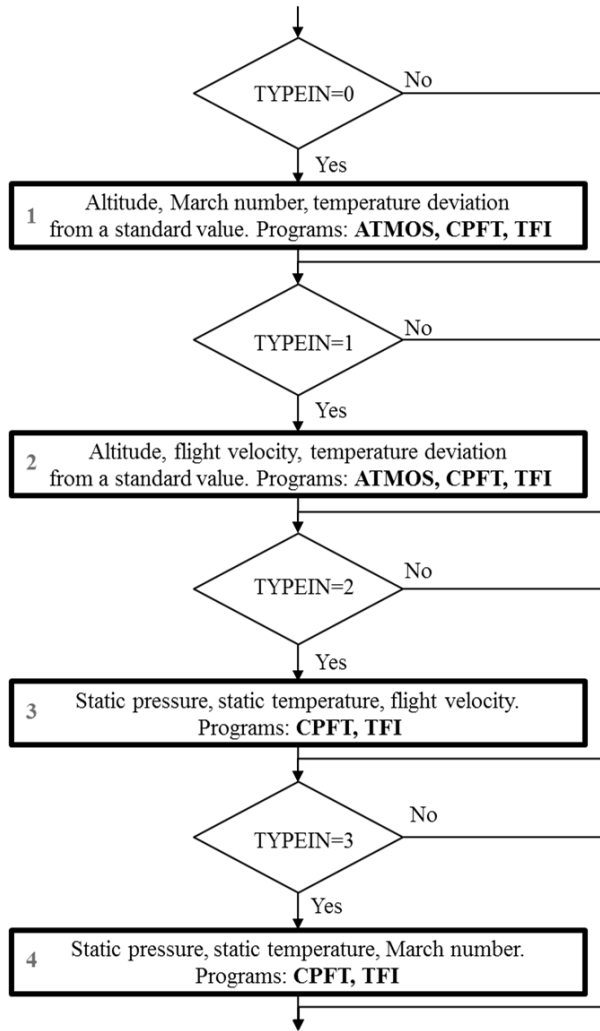 TYPEIN=0
No
Yes
1
Altitude, March number, temperature deviation
from a standard value. Programs: ATMOS, CPFT, TFI
TYPEIN=1
No
Yes
2
Altitude, flight velocity, temperature deviation
from a standard value. Programs: ATMOS, CPFT, TFI
TYPEIN=2
No
Yes
3
Static pressure, static temperature, flight velocity.
Programs: CPFT, TFI
TYPEIN=3
No
Yes
4
Static pressure, static temperature, March number.
Programs: CPFT, TFI